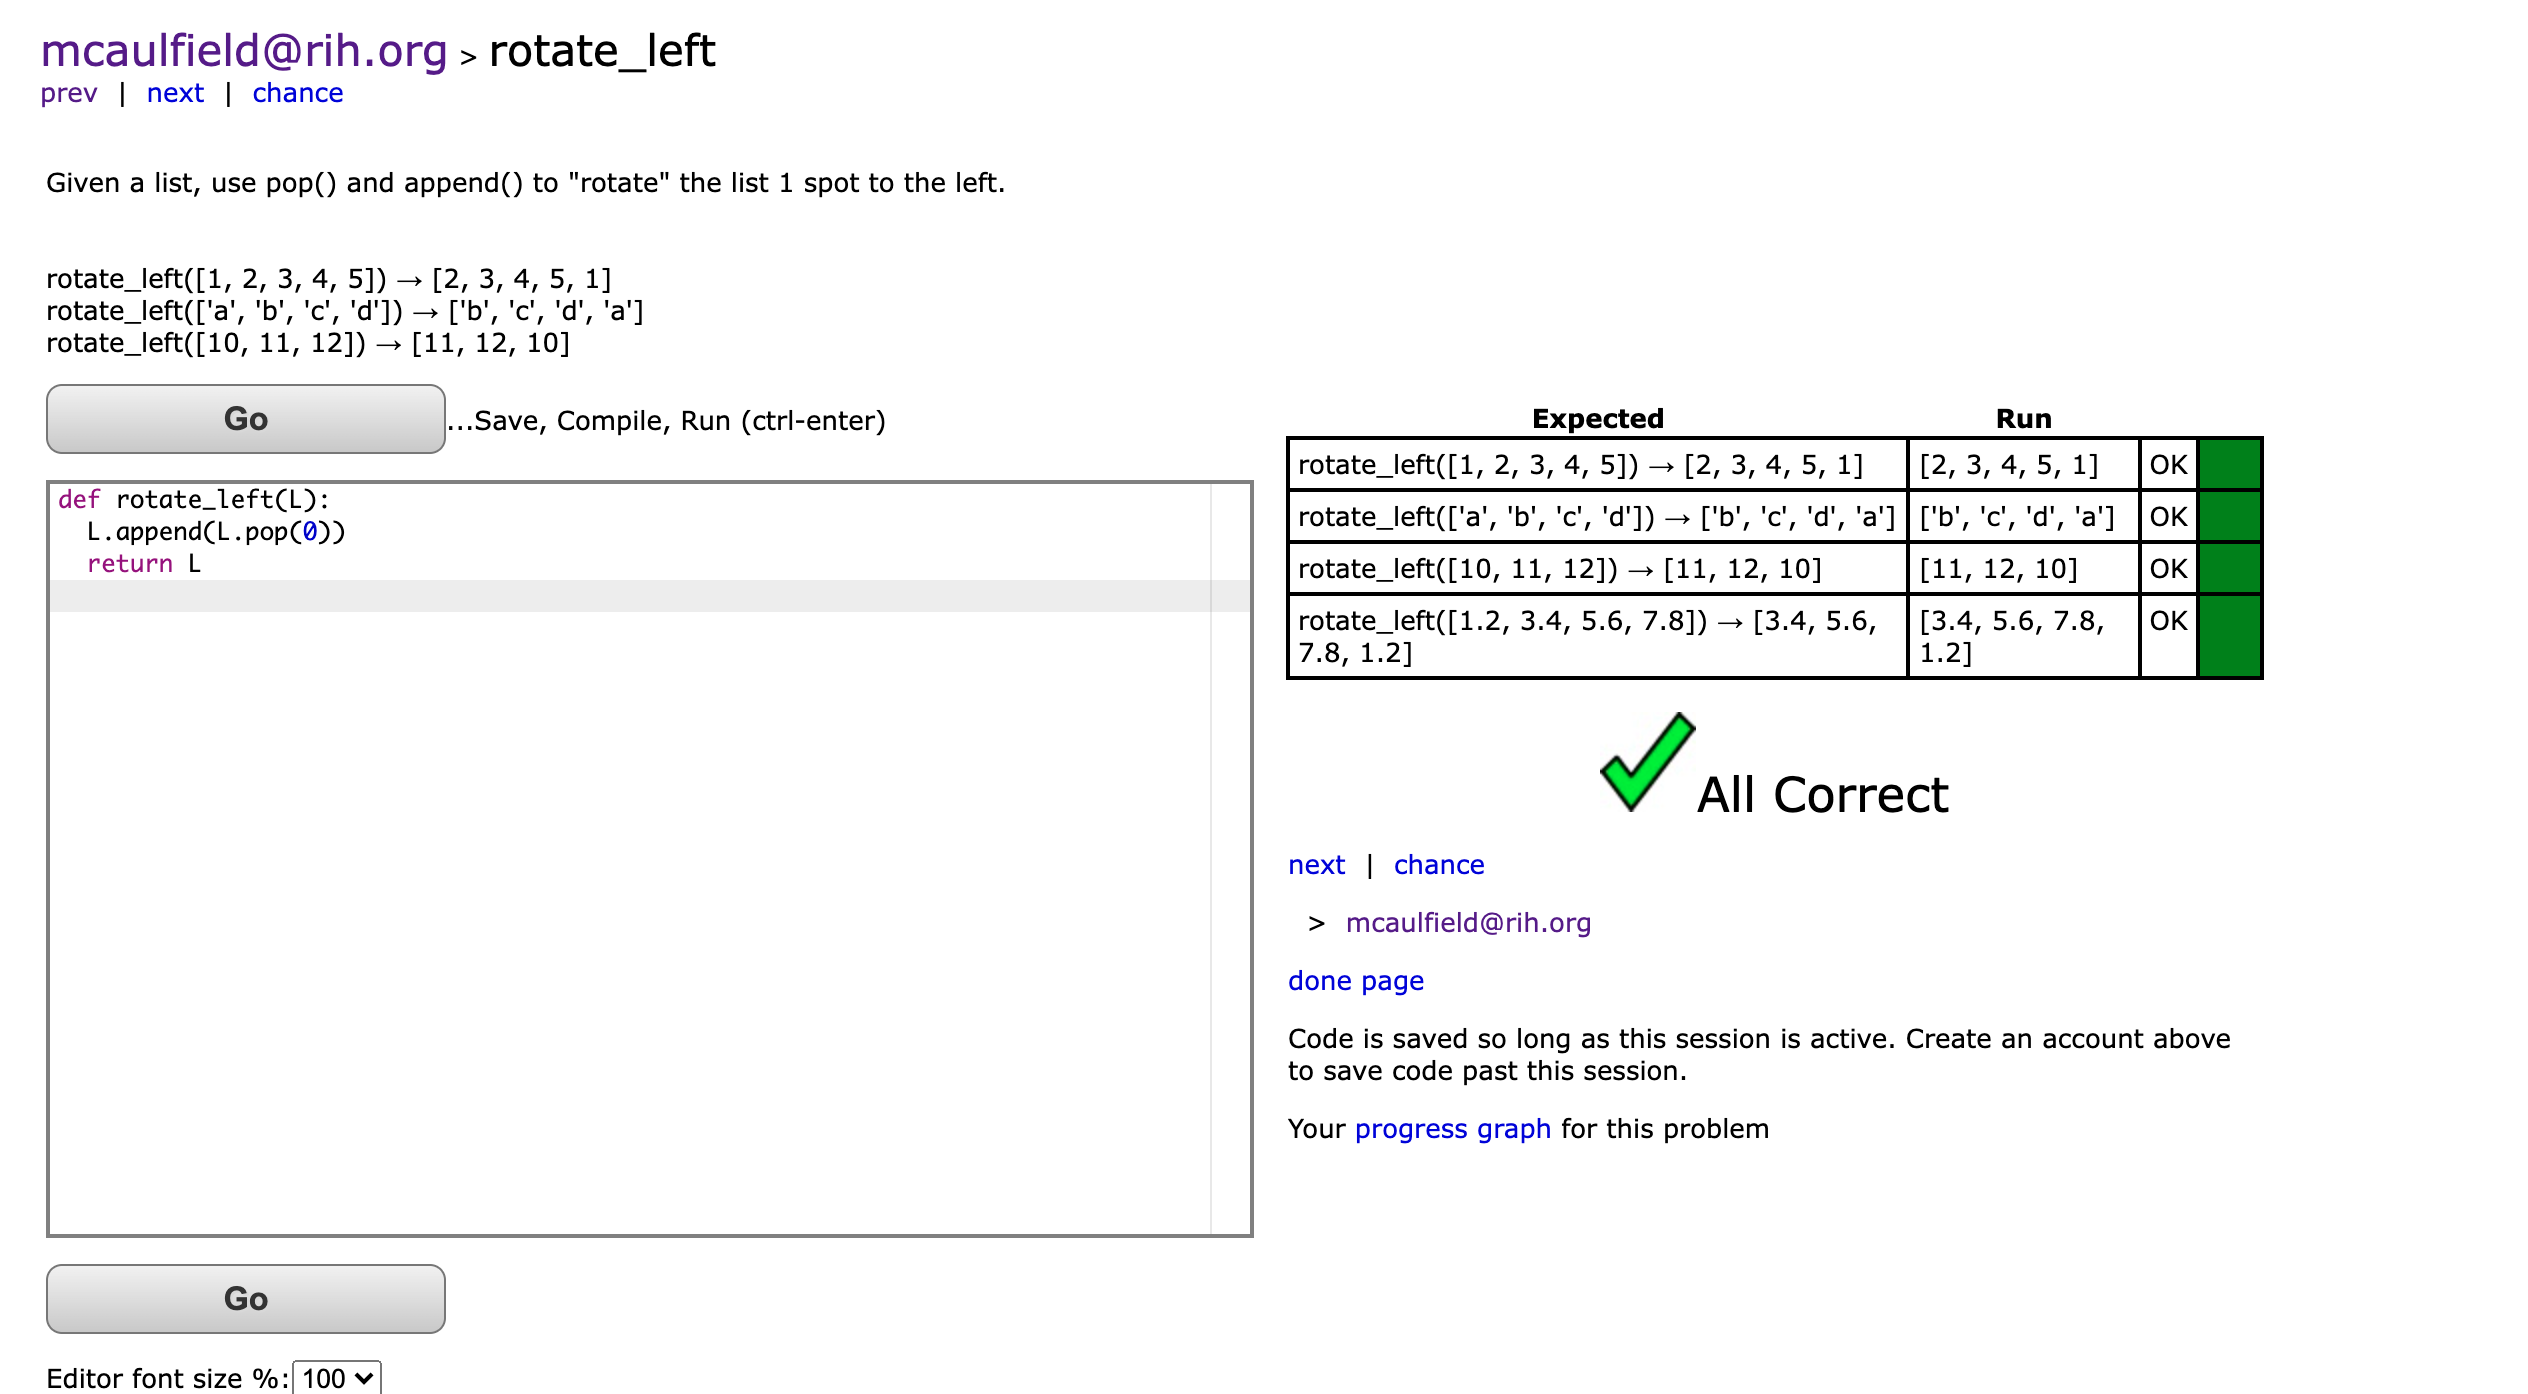 mcaulfield@rih.org > rotate_left
prev | next | chance
Given a list, use pop() and append() to "rotate" the list 1 spot to the left.
rotate_left([1, 2, 3, 4, 5]) → [2, 3, 4, 5, 1]
rotate_left(['a', 'b', 'c', 'd']) → ['b', 'c', 'd', 'a']
rotate_left([10, 11, 12]) → [11, 12, 10]
Go ...Save, Compile, Run (ctrl-enter)
def rotate_left(L):
  L.append(L.pop(0))
  return L
Go
Editor font size %: 100
Expected Run
rotate_left([1, 2, 3, 4, 5]) → [2, 3, 4, 5, 1] [2, 3, 4, 5, 1] OK
rotate_left(['a', 'b', 'c', 'd']) → ['b', 'c', 'd', 'a'] ['b', 'c', 'd', 'a'] OK
rotate_left([10, 11, 12]) → [11, 12, 10] [11, 12, 10] OK
rotate_left([1.2, 3.4, 5.6, 7.8]) → [3.4, 5.6, [3.4, 5.6, 7.8, OK
7.8, 1.2] 1.2]
All Correct
next | chance
> mcaulfield@rih.org
done page
Code is saved so long as this session is active. Create an account above
to save code past this session.
Your progress graph for this problem